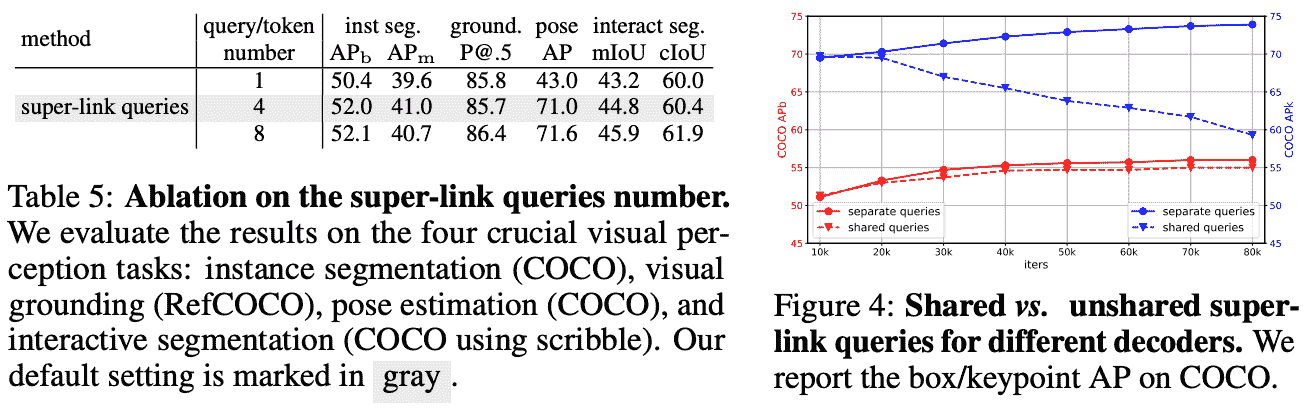 method query/token number inst seg. ground. pose interact seg.
APb APm P@.5 AP mIoU cIoU
1 50.4 39.6 85.8 43.0 43.2 60.0
super-link queries 4 52.0 41.0 85.7 71.0 44.8 60.4
8 52.1 40.7 86.4 71.6 45.9 61.9
Table 5: Ablation on the super-link queries number.
We evaluate the results on the four crucial visual per-
ception tasks: instance segmentation (COCO), visual
grounding (RefCOCO), pose estimation (COCO), and
interactive segmentation (COCO using scribble). Our
default setting is marked in gray .
75 75
70 70
65 65
60 60
55 55
50 50
45 45
COCO APb
COCO APk
separate queries
shared queries
separate queries
shared queries
10k 20k 30k 40k 50k 60k 70k 80k
iters
Figure 4: Shared vs. unshared super-
link queries for different decoders. We
report the box/keypoint AP on COCO.